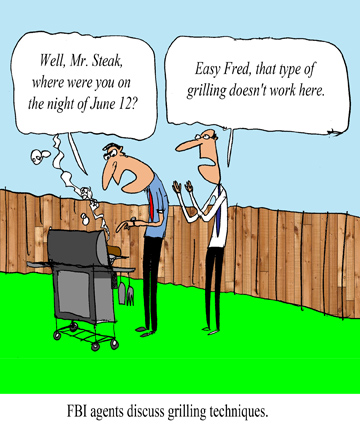 Well, Mr. Steak,
where were you on
the night of June 12?
Easy Fred, that type of
grilling doesn't work here.
FBI agents discuss grilling techniques.